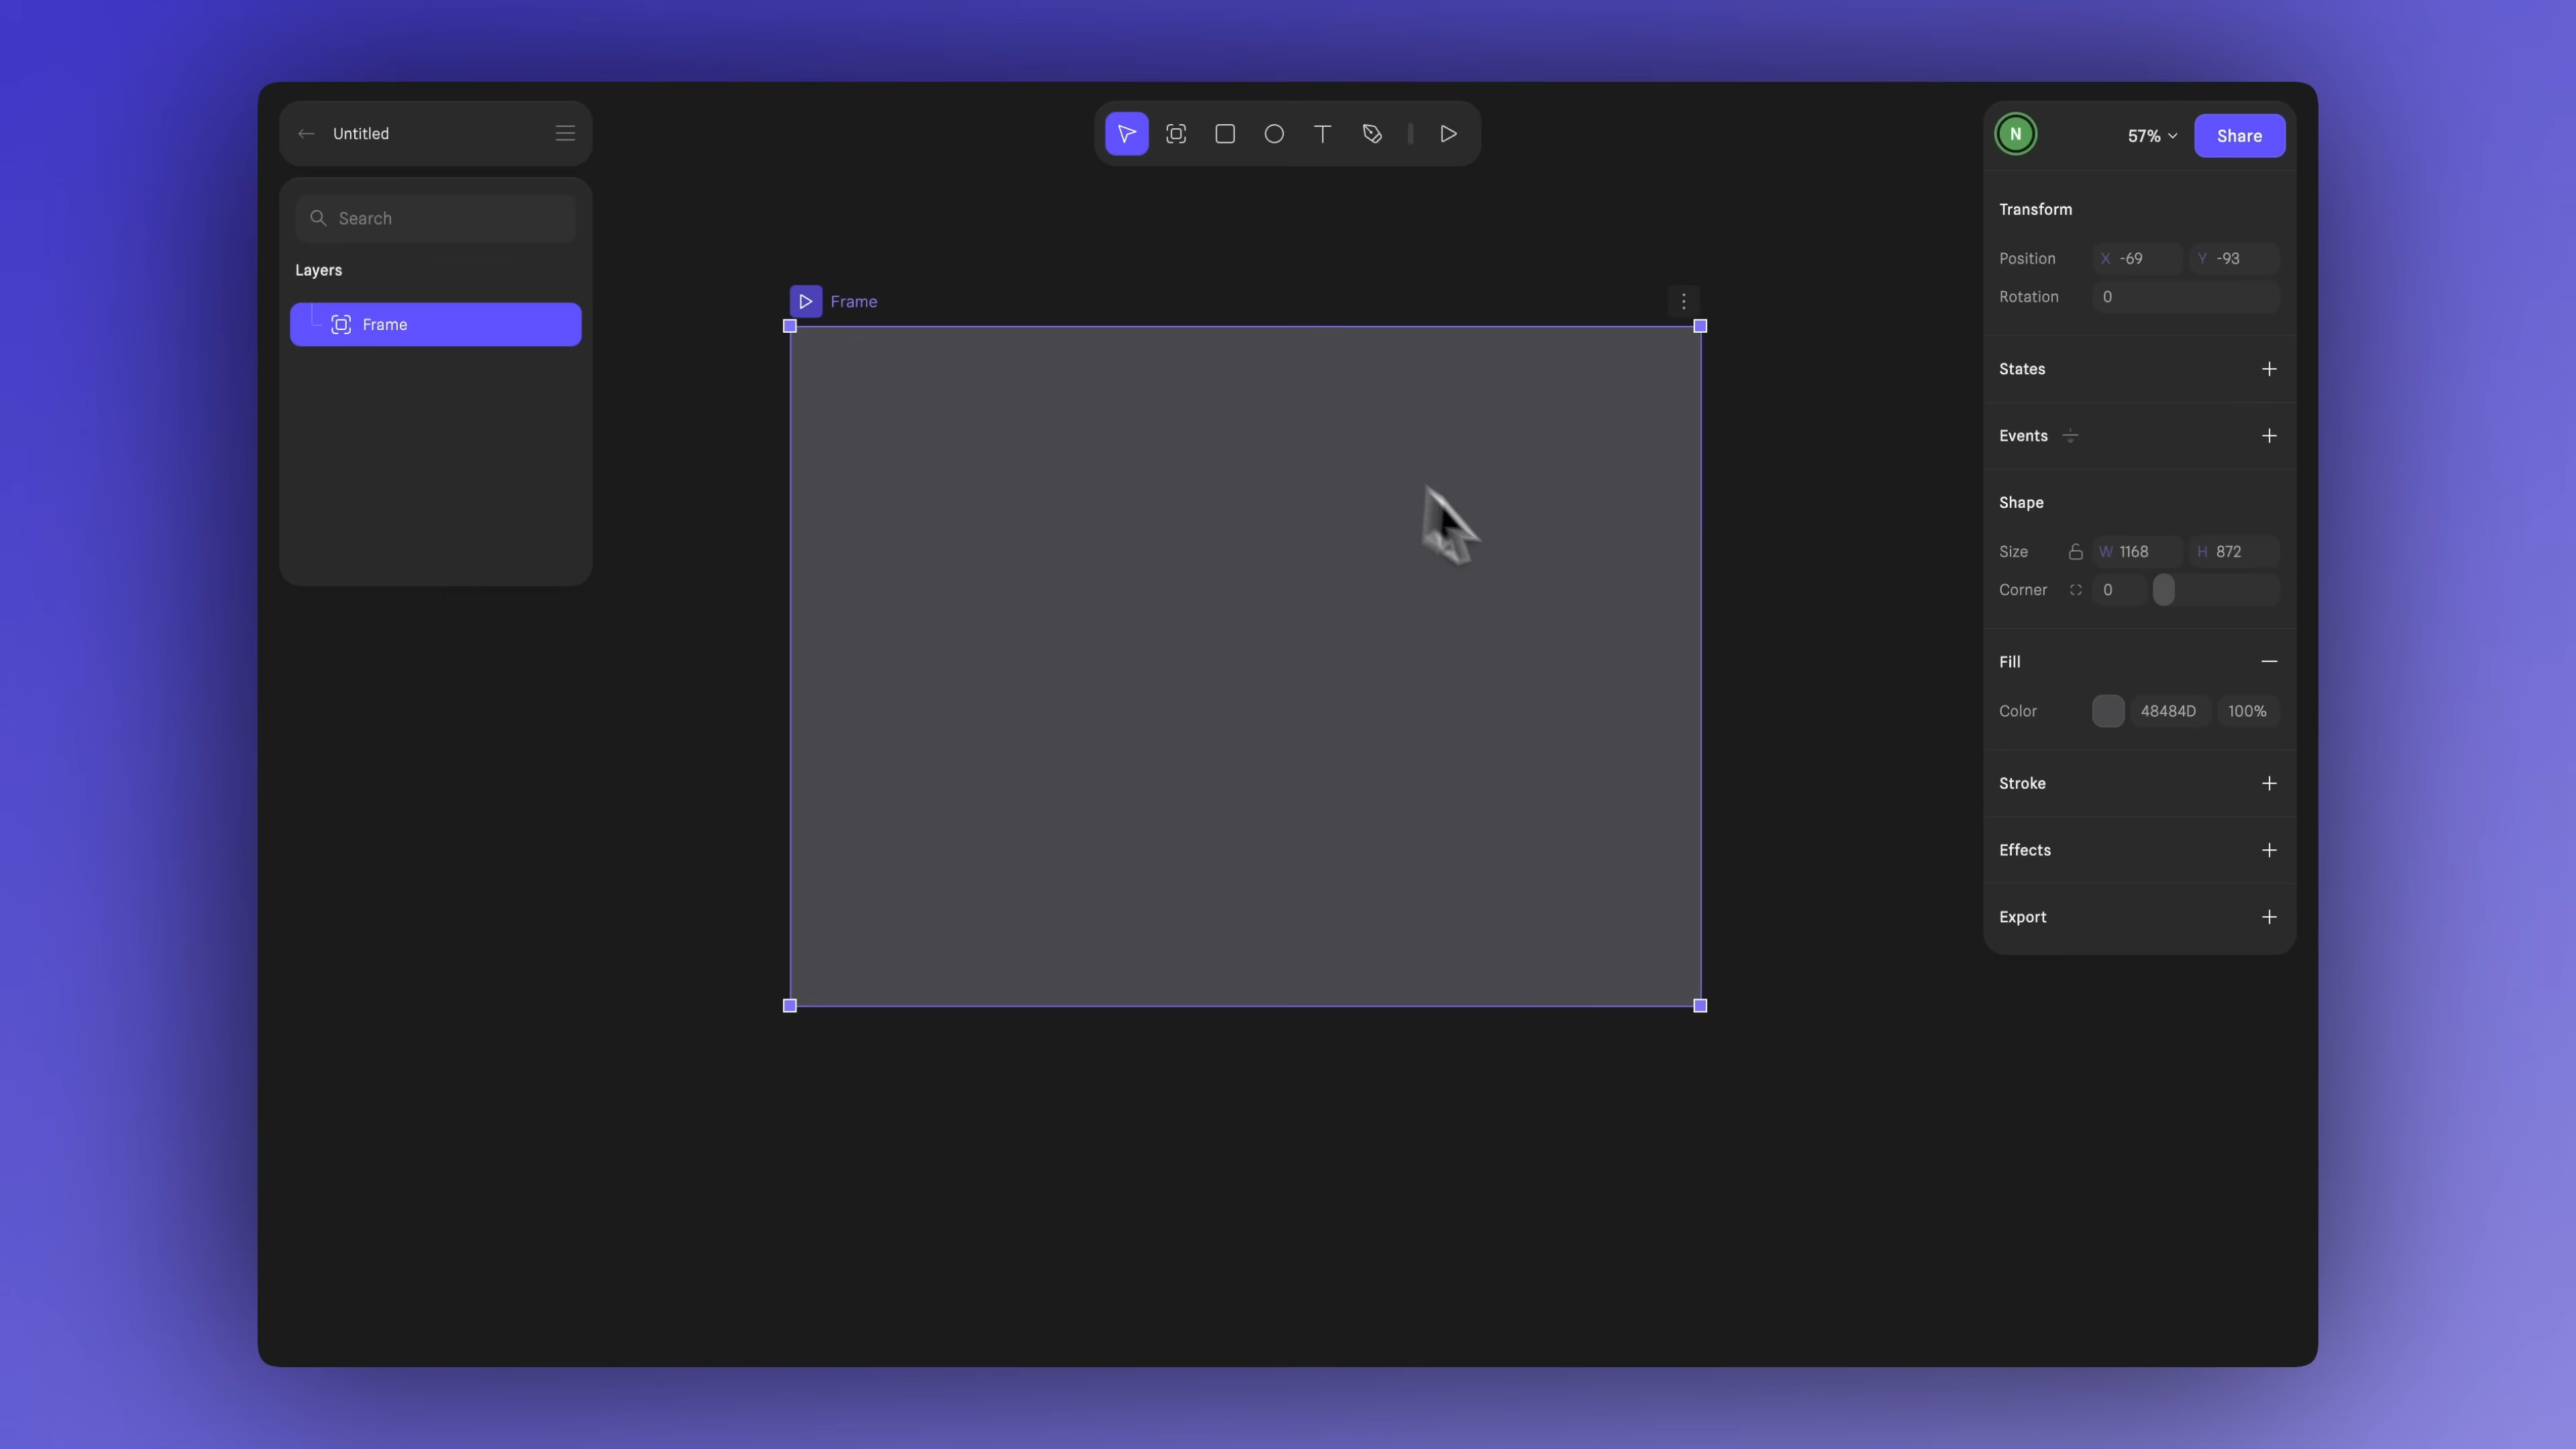 Untitled
Search
Layers
Frame
Frame
N
57%
Share
Transform
Position X -69 Y -93
Rotation 0
States
Events
Shape
Size W 1168 H 872
Corner 0
Fill
Color 48484D 100%
Stroke
Effects
Export